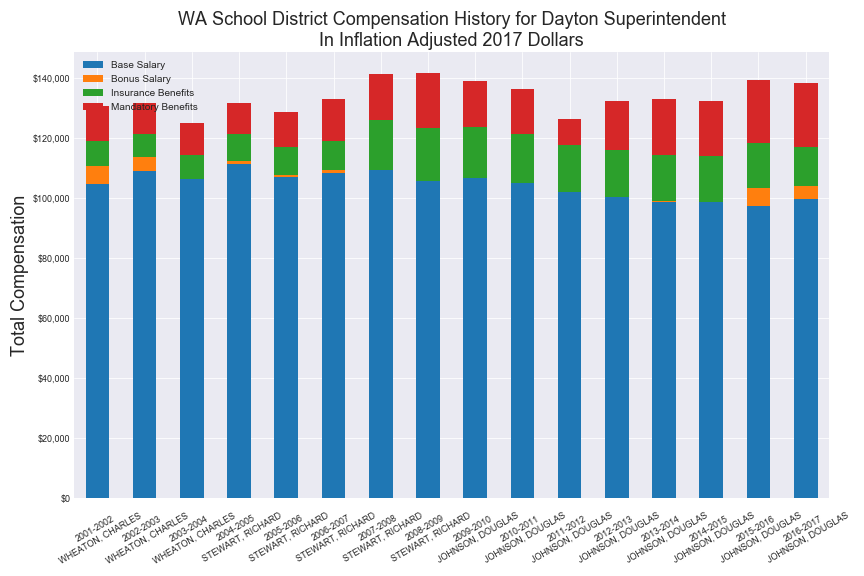 WA School District Compensation History for Dayton Superintendent
In Inflation Adjusted 2017 Dollars
Base Salary
Bonus Salary
Insurance Benefits
Mandatory Benefits
Total Compensation
$140,000
$120,000
$100,000
$80,000
$60,000
$40,000
$20,000
$0
2001-2002
WHEATON, CHARLES
2002-2003
WHEATON, CHARLES
2003-2004
WHEATON, CHARLES
2004-2005
STEWART, RICHARD
2005-2006
STEWART, RICHARD
2006-2007
STEWART, RICHARD
2007-2008
STEWART, RICHARD
2008-2009
STEWART, RICHARD
2009-2010
JOHNSON, DOUGLAS
2010-2011
JOHNSON, DOUGLAS
2011-2012
JOHNSON, DOUGLAS
2012-2013
JOHNSON, DOUGLAS
2013-2014
JOHNSON, DOUGLAS
2014-2015
JOHNSON, DOUGLAS
2015-2016
JOHNSON, DOUGLAS
2016-2017
JOHNSON, DOUGLAS